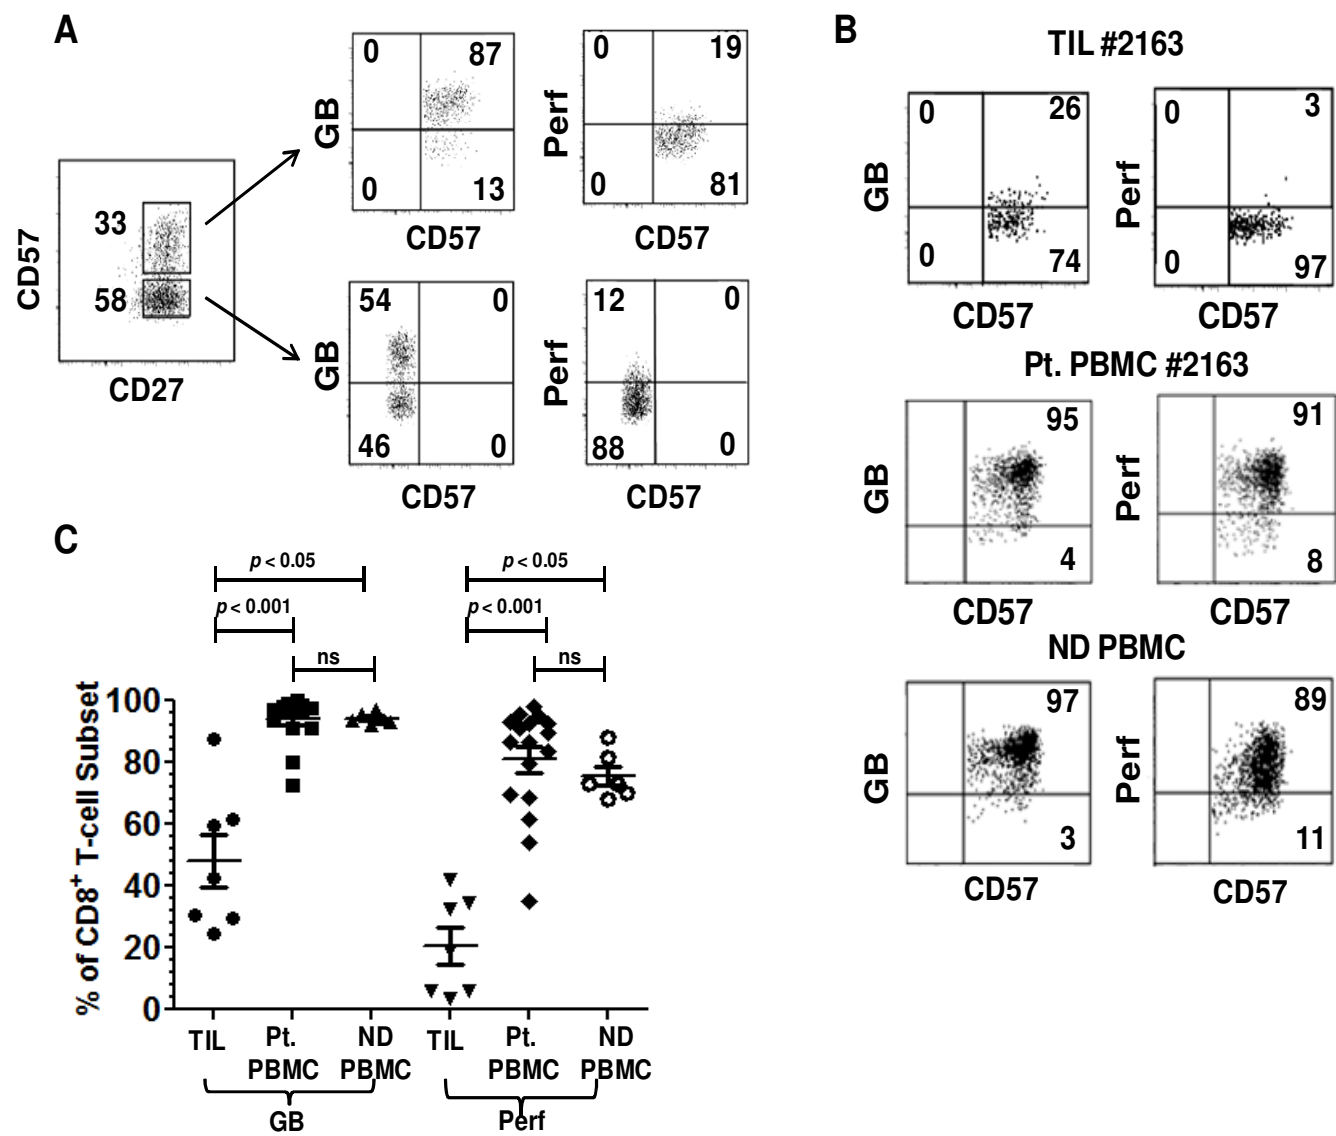 A
CD57
33
58
CD27
GB
0
87
0
13
CD57
Perf
0
19
0
81
CD57
GB
54
0
46
0
CD57
Perf
12
0
88
0
CD57
B
TIL #2163
GB
0
26
0
74
CD57
Perf
0
3
0
97
CD57
Pt. PBMC #2163
GB
95
4
CD57
Perf
91
8
CD57
ND PBMC
GB
97
3
CD57
Perf
89
11
CD57
C
p < 0.05
p < 0.001
ns
p < 0.05
p < 0.001
ns
% of CD8+ T-cell Subset
100
80
60
40
20
0
TIL
Pt.
PBMC
ND
PBMC
TIL
Pt.
PBMC
ND
PBMC
GB
Perf